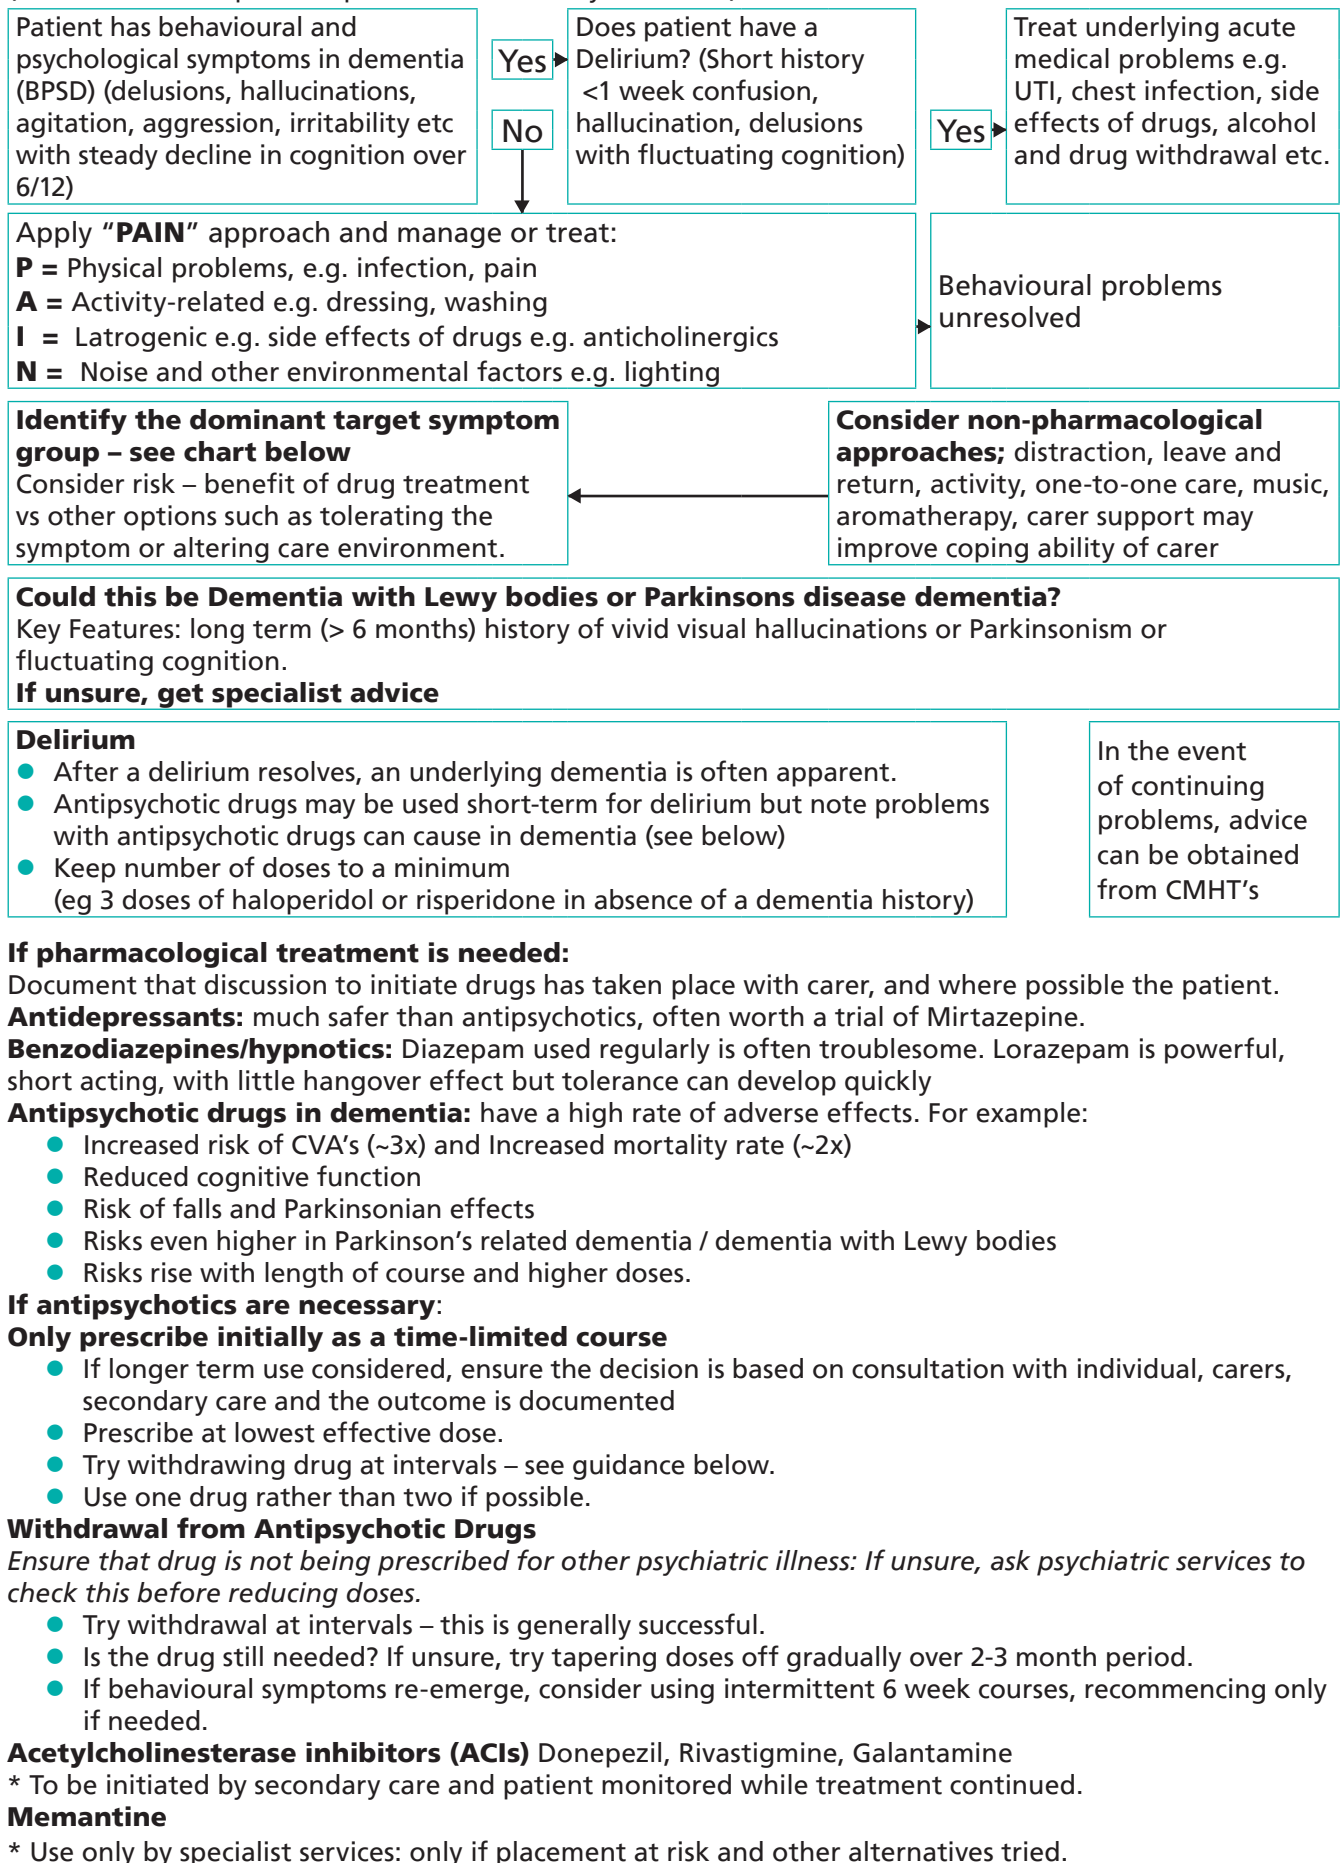 Patient has behavioural and
psychological symptoms in dementia
(BPSD) (delusions, hallucinations,
agitation, aggression, irritability etc
with steady decline in cognition over
6/12)
Yes
No
Does patient have a
Delirium? (Short history
<1 week confusion,
hallucination, delusions
with fluctuating cognition)
Yes
Treat underlying acute
medical problems e.g.
UTI, chest infection, side
effects of drugs, alcohol
and drug withdrawal etc.
Apply “PAIN” approach and manage or treat:
P = Physical problems, e.g. infection, pain
A = Activity-related e.g. dressing, washing
I = Latrogenic e.g. side effects of drugs e.g. anticholinergics
N = Noise and other environmental factors e.g. lighting
Behavioural problems
unresolved
Consider non-pharmacological
approaches; distraction, leave and
return, activity, one-to-one care, music,
aromatherapy, carer support may
improve coping ability of carer
Identify the dominant target symptom
group – see chart below
Consider risk – benefit of drug treatment
vs other options such as tolerating the
symptom or altering care environment.
Could this be Dementia with Lewy bodies or Parkinsons disease dementia?
Key Features: long term (> 6 months) history of vivid visual hallucinations or Parkinsonism or
fluctuating cognition.
If unsure, get specialist advice
Delirium
● After a delirium resolves, an underlying dementia is often apparent.
● Antipsychotic drugs may be used short-term for delirium but note problems
with antipsychotic drugs can cause in dementia (see below)
● Keep number of doses to a minimum
(eg 3 doses of haloperidol or risperidone in absence of a dementia history)
In the event
of continuing
problems, advice
can be obtained
from CMHT’s
If pharmacological treatment is needed:
Document that discussion to initiate drugs has taken place with carer, and where possible the patient.
Antidepressants: much safer than antipsychotics, often worth a trial of Mirtazepine.
Benzodiazepines/hypnotics: Diazepam used regularly is often troublesome. Lorazepam is powerful,
short acting, with little hangover effect but tolerance can develop quickly
Antipsychotic drugs in dementia: have a high rate of adverse effects. For example:
● Increased risk of CVA’s (~3x) and Increased mortality rate (~2x)
● Reduced cognitive function
● Risk of falls and Parkinsonian effects
● Risks even higher in Parkinson’s related dementia / dementia with Lewy bodies
● Risks rise with length of course and higher doses.
If antipsychotics are necessary:
Only prescribe initially as a time-limited course
● If longer term use considered, ensure the decision is based on consultation with individual, carers,
secondary care and the outcome is documented
● Prescribe at lowest effective dose.
● Try withdrawing drug at intervals – see guidance below.
● Use one drug rather than two if possible.
Withdrawal from Antipsychotic Drugs
Ensure that drug is not being prescribed for other psychiatric illness: If unsure, ask psychiatric services to
check this before reducing doses.
● Try withdrawal at intervals – this is generally successful.
● Is the drug still needed? If unsure, try tapering doses off gradually over 2-3 month period.
● If behavioural symptoms re-emerge, consider using intermittent 6 week courses, recommencing only
if needed.
Acetylcholinesterase inhibitors (ACIs) Donepezil, Rivastigmine, Galantamine
* To be initiated by secondary care and patient monitored while treatment continued.
Memantine
* Use only by specialist services: only if placement at risk and other alternatives tried.